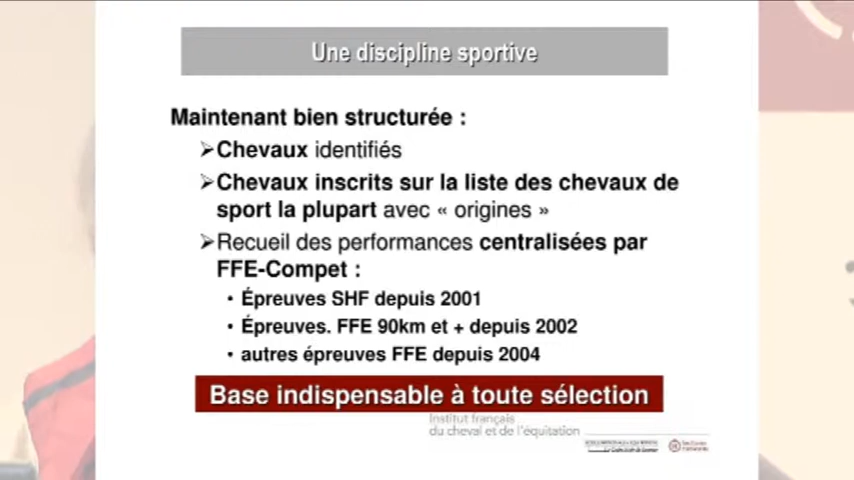 Une discipline sportive
Maintenant bien structurée :
➢Chevaux identifiés
➢Chevaux inscrits sur la liste des chevaux de
sport la plupart avec « origines »
➢Recueil des performances centralisées par
FFE-Compet :
• Épreuves SHF depuis 2001
• Épreuves. FFE 90km et + depuis 2002
• autres épreuves FFE depuis 2004
Base indispensable à toute sélection
Institut français
du cheval et de l'équitation